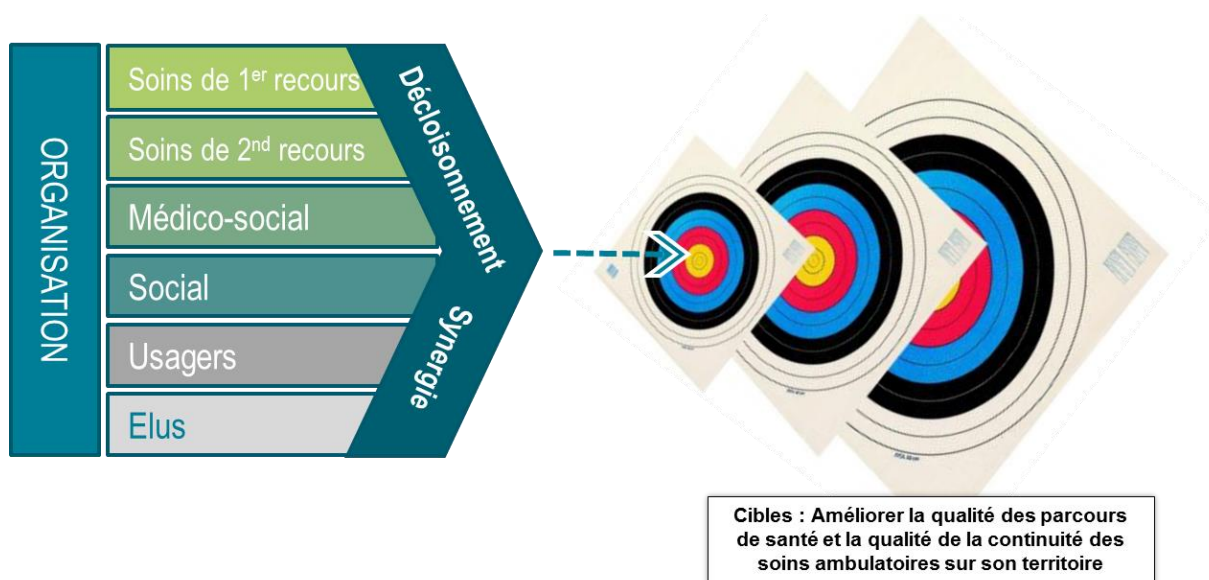 ORGANISATION
Soins de 1er recours
Soins de 2nd recours
Médico-social
Social
Usagers
Elus
Décloisonnement
Synergie
Cibles : Améliorer la qualité des parcours
de santé et la qualité de la continuité des
soins ambulatoires sur son territoire